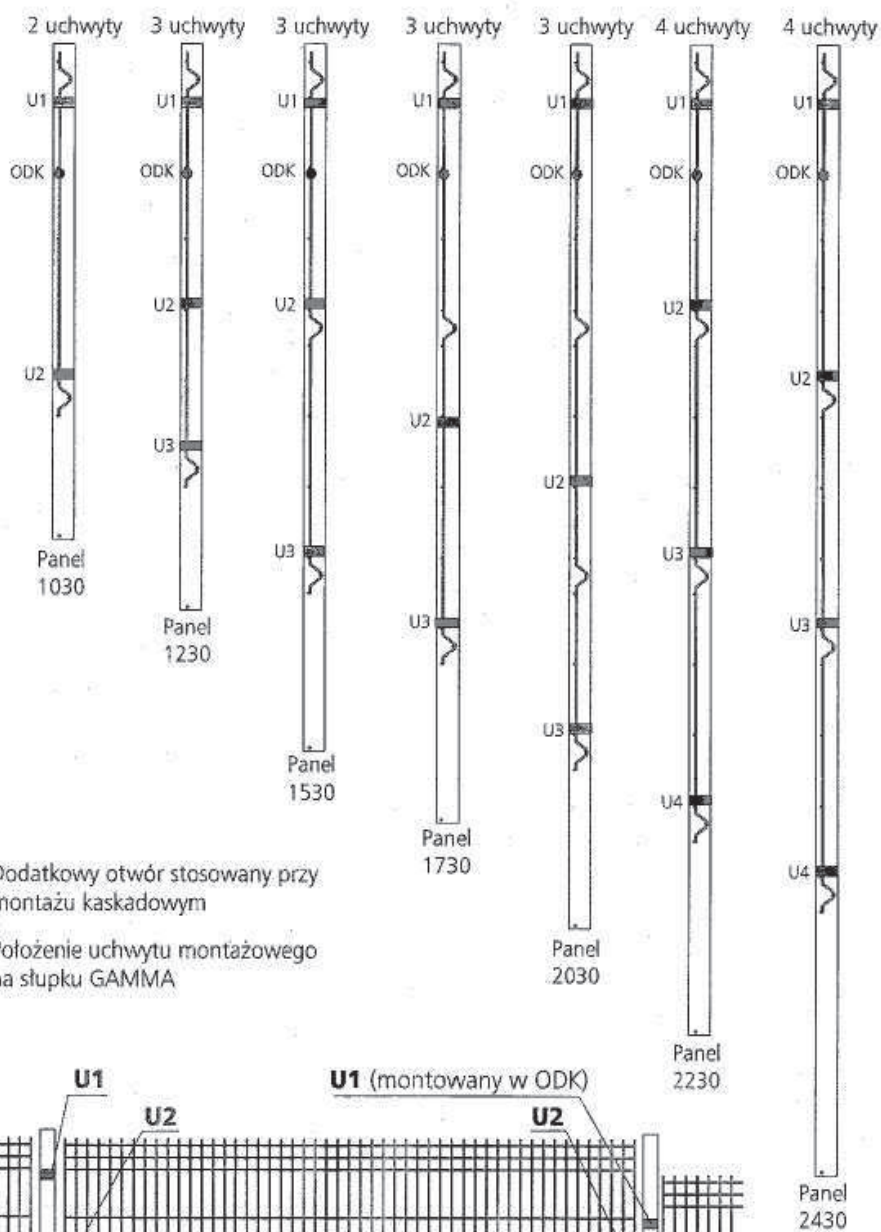 2 uchwyty
3 uchwyty
3 uchwyty
3 uchwyty
3 uchwyty
4 uchwyty
4 uchwyty
U1
ODK
U2
Panel
1030
U1
ODK
U2
U3
Panel
1230
U1
ODK
U2
U3
Panel
1530
U1
ODK
U2
U3
Panel
1730
U1
ODK
U2
U3
Panel
2030
U1
ODK
U2
U3
U4
Panel
2230
U1
ODK
U2
U3
U4
Panel
2430
Dodatkowy otwór stosowany przy
montażu kaskadowym
Położenie uchwytu montażowego
na słupku GAMMA
U1
U2
U1 (montowany w ODK)
U2